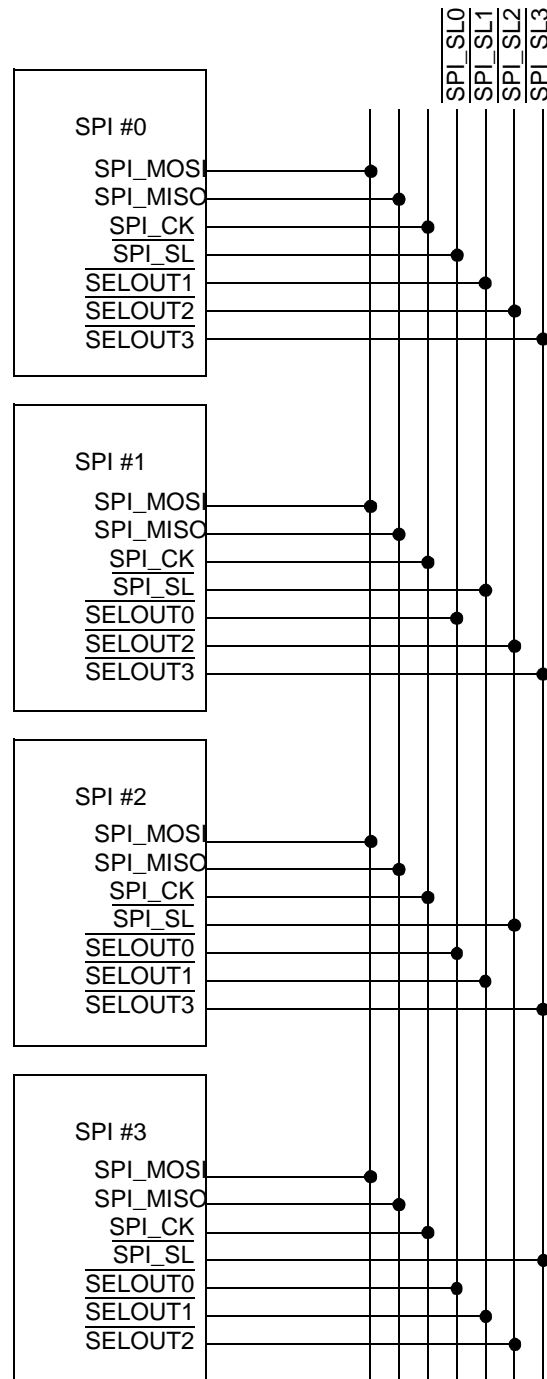 SPI_SL0
SPI_SL1
SPI_SL2
SPI_SL3
SPI #0
SPI_MOSI
SPI_MISO
SPI_CK
SPI_SL
SELOUT1
SELOUT2
SELOUT3
SPI #1
SPI_MOSI
SPI_MISO
SPI_CK
SPI_SL
SELOUT0
SELOUT2
SELOUT3
SPI #2
SPI_MOSI
SPI_MISO
SPI_CK
SPI_SL
SELOUT0
SELOUT1
SELOUT3
SPI #3
SPI_MOSI
SPI_MISO
SPI_CK
SPI_SL
SELOUT0
SELOUT1
SELOUT2